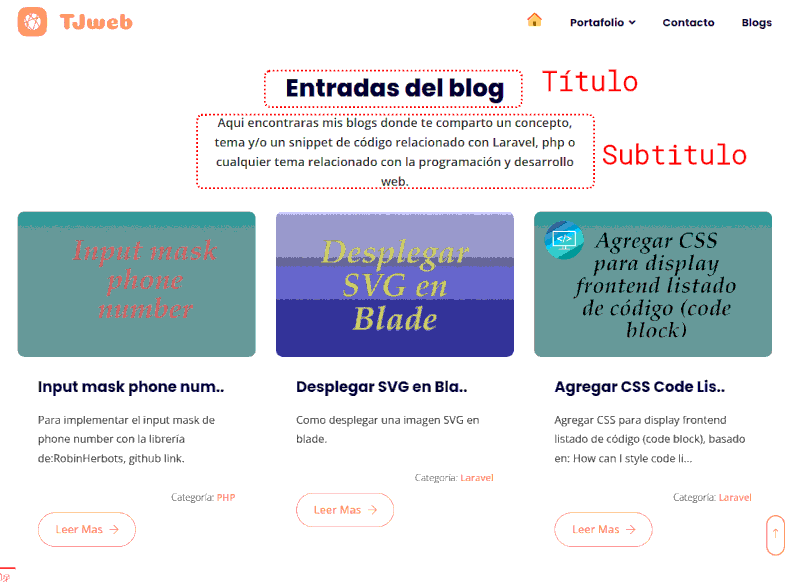 TJweb
Portafolio
Contacto
Blogs
Entradas del blog
Título
Aqui encontraras mis blogs donde te comparto un concepto,
tema y/o un snippet de código relacionado con Laravel, php o
cualquier tema relacionado con la programación y desarrollo
web.
Subtitulo
Input mask
phone
number
Desplegar
SVG en
Blade
</>
Agregar CSS
para display
frontend listado
de código (code
block)
Input mask phone num..
Para implementar el input mask de
phone number con la librería
de:RobinHerbots, github link.
Categoría: PHP
Leer Mas →
Desplegar SVG en Bla..
Como desplegar una imagen SVG en
blade.
Categoría: Laravel
Leer Mas →
Agregar CSS Code Lis..
Agregar CSS para display frontend
listado de código (code block), basado
en: How can I style code li...
Categoría: Laravel
Leer Mas →